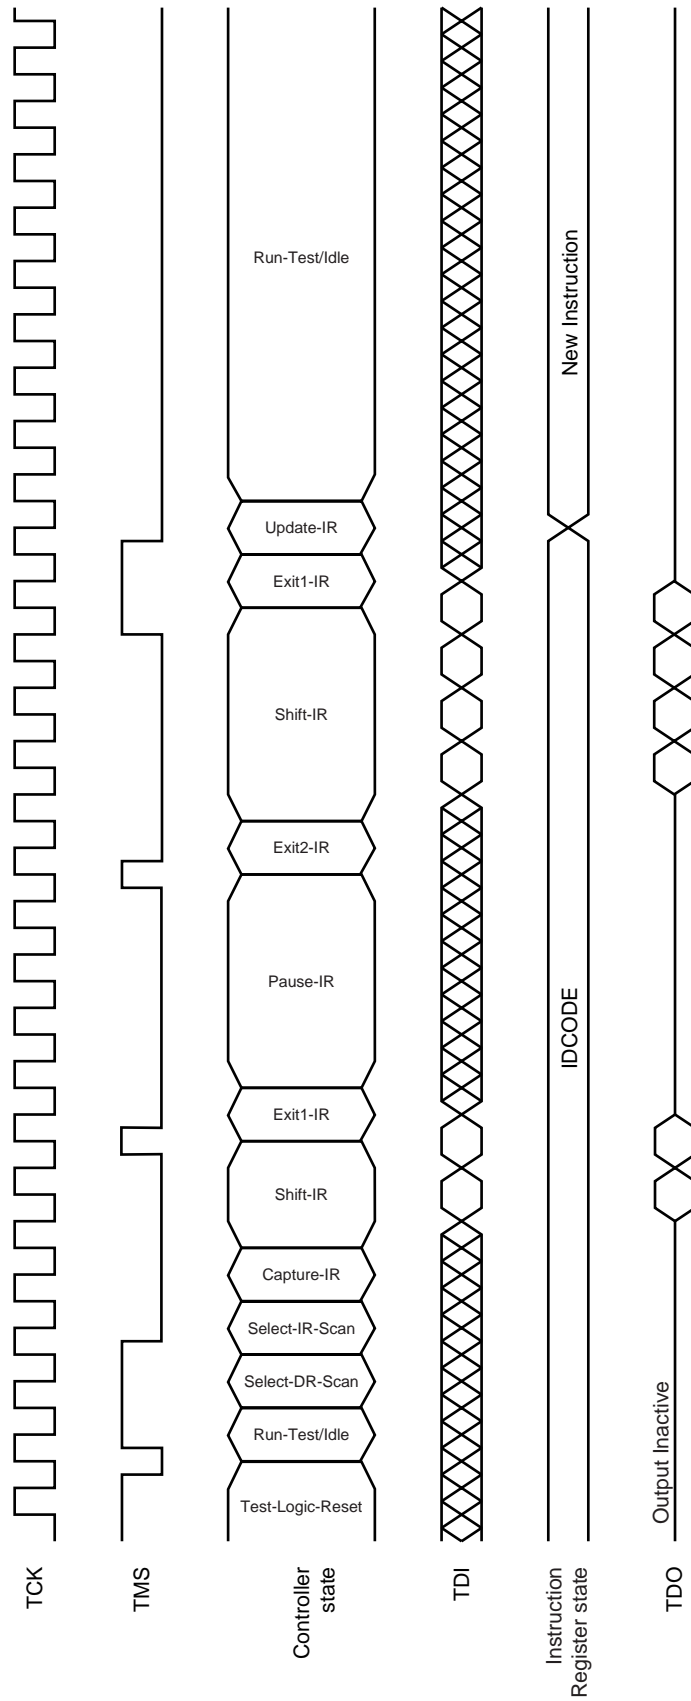 TCK
TMS
Controller
state
Test-Logic-Reset
Run-Test/Idle
Select-DR-Scan
Select-IR-Scan
Capture-IR
Shift-IR
Exit1-IR
Pause-IR
Exit2-IR
Shift-IR
Exit1-IR
Update-IR
Run-Test/Idle
TDI
Instruction
Register state
IDCODE
New Instruction
TDO
Output Inactive